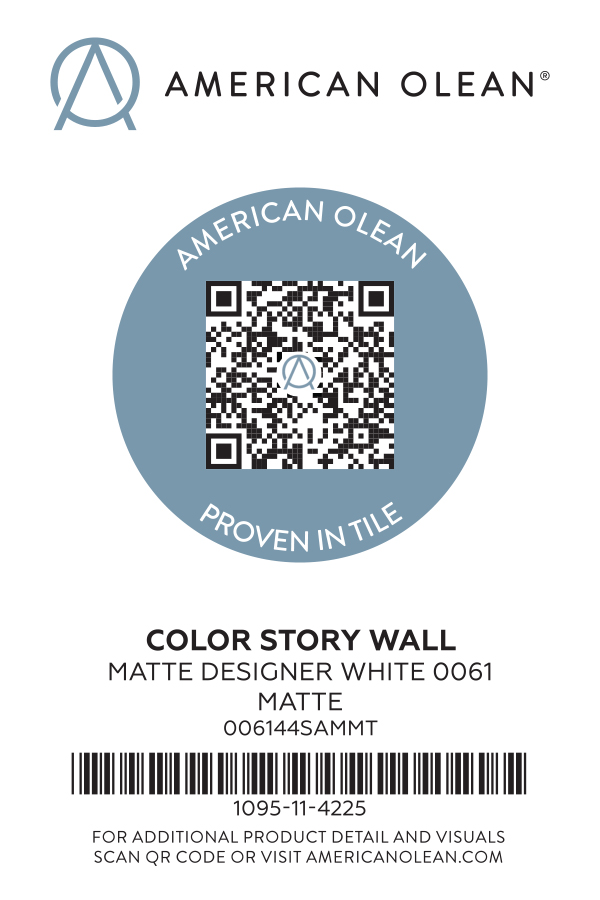 AMERICAN OLEAN®
AMERICAN OLEAN
PROVEN IN TILE
COLOR STORY WALL
MATTE DESIGNER WHITE 0061
MATTE
006144SAMMT
1095-11-4225
FOR ADDITIONAL PRODUCT DETAIL AND VISUALS
SCAN QR CODE OR VISIT AMERICANOLEAN.COM